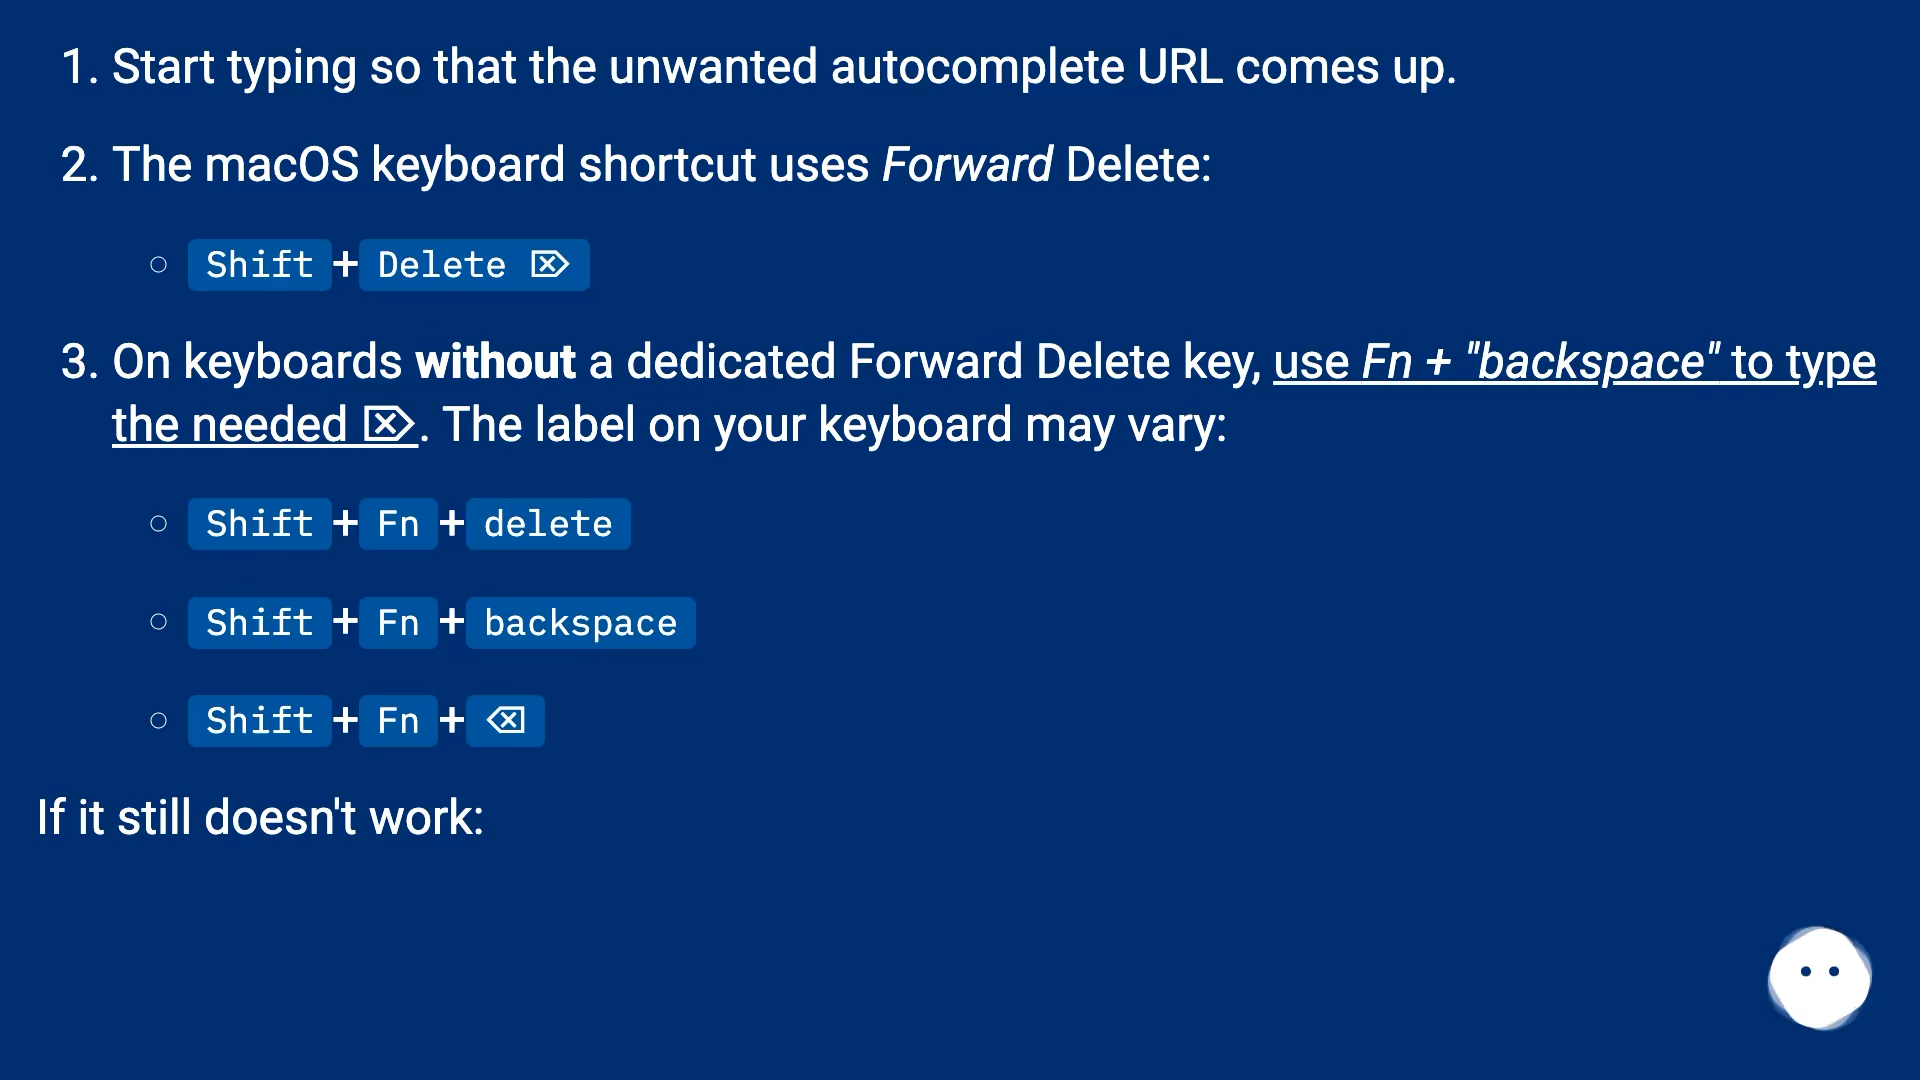 1. Start typing so that the unwanted autocomplete URL comes up.
2. The macOS keyboard shortcut uses Forward Delete:
○ Shift + Delete ⌦
3. On keyboards without a dedicated Forward Delete key, use Fn + "backspace" to type
the needed ⌦. The label on your keyboard may vary:
○ Shift + Fn + delete
○ Shift + Fn + backspace
○ Shift + Fn + ⌫
If it still doesn't work: